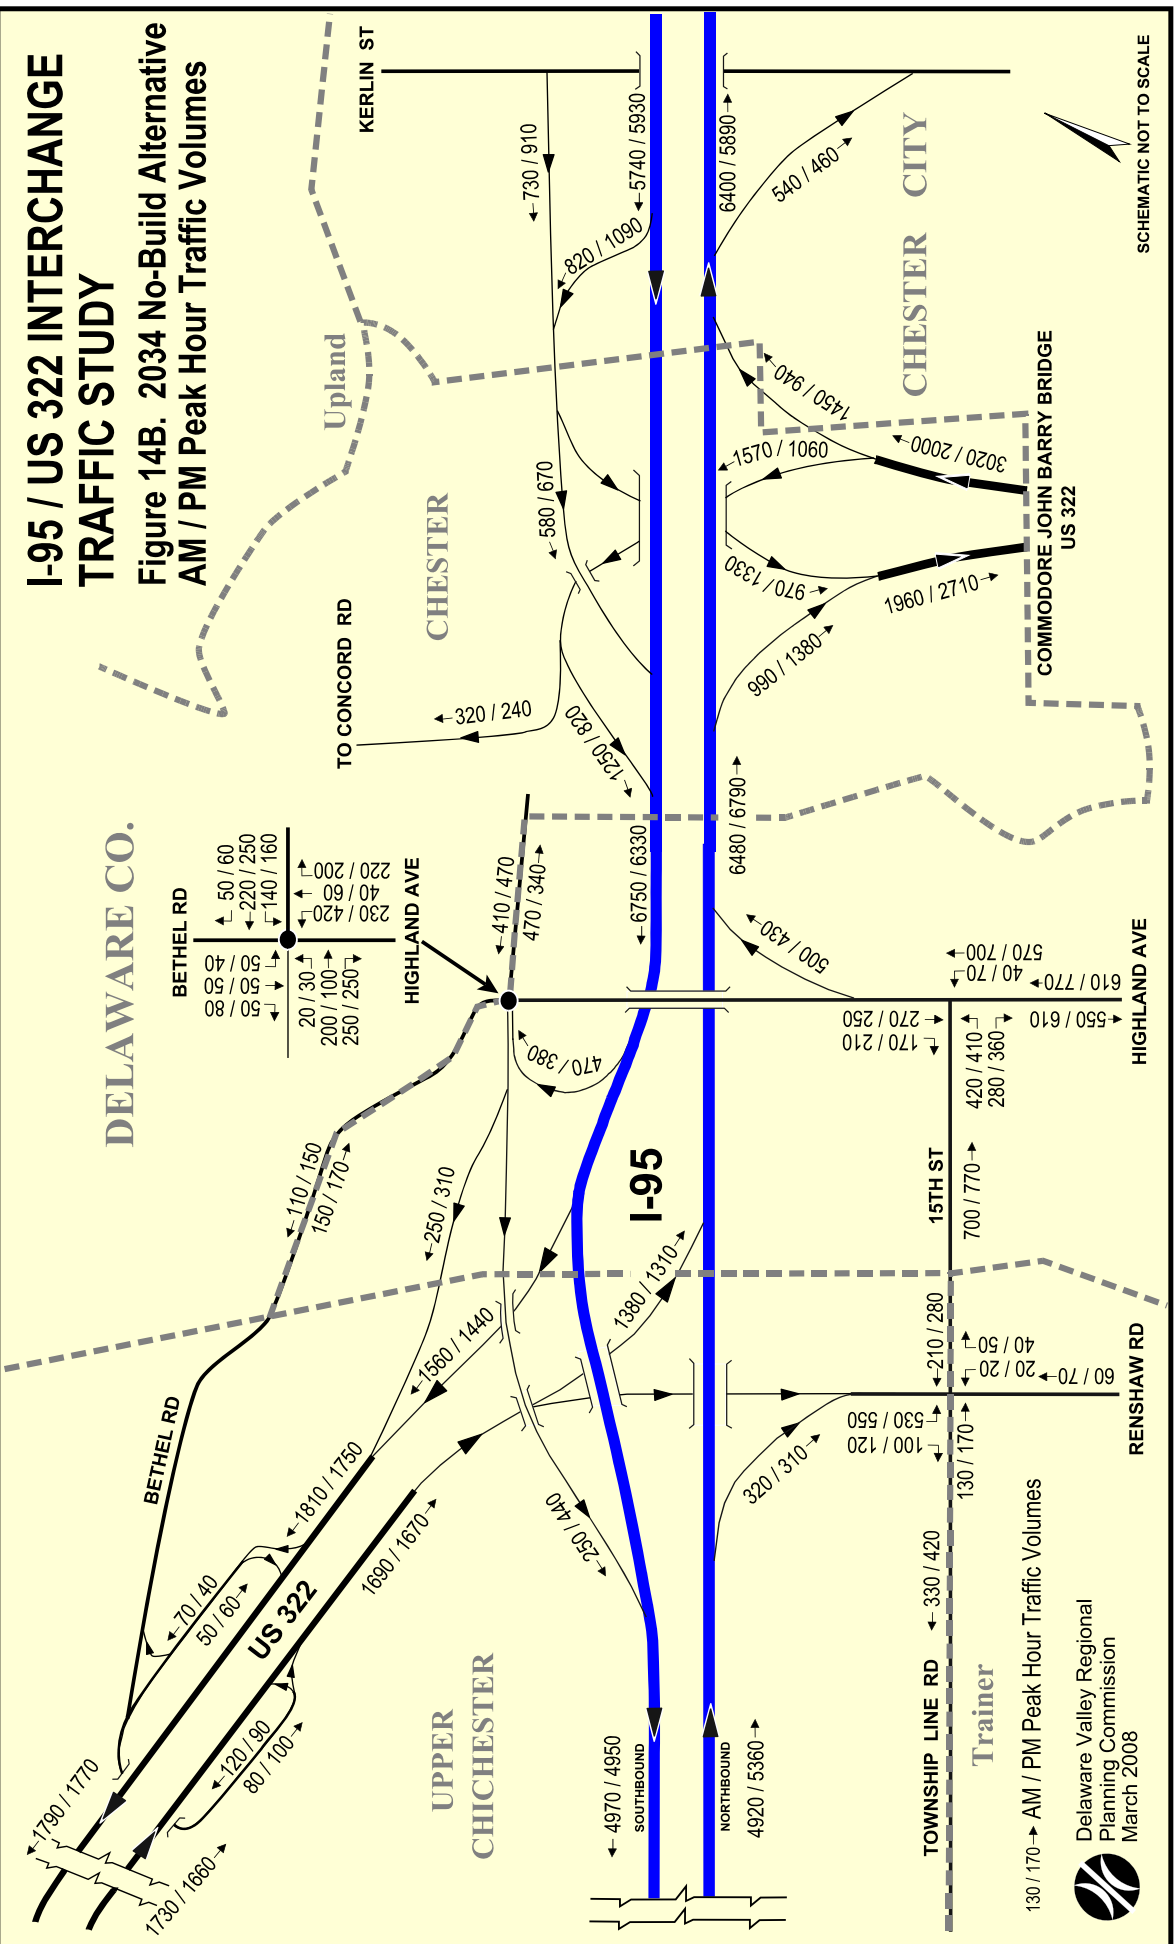 I-95 / US 322 INTERCHANGE
TRAFFIC STUDY
Figure 14B.  2034 No-Build Alternative
AM / PM Peak Hour Traffic Volumes
KERLIN ST
730 / 910
5740 / 5930
6400 / 5890
540 / 460
820 / 1090
SCHEMATIC NOT TO SCALE
CHESTER CITY
Upland
CHESTER
580 / 670
1450 / 940
1570 / 1060
3020 / 2000
1330 / 970
1960 / 2710
990 / 1380
COMMODORE JOHN BARRY BRIDGE
US 322
TO CONCORD RD
320 / 240
1250 / 820
DELAWARE CO.
BETHEL RD
HIGHLAND AVE
50 / 60
220 / 250
140 / 160
220 / 200
40 / 60
230 / 420
50 / 40
50 / 50
50 / 80
20 / 30
200 / 100
250 / 250
410 / 470
470 / 340
6750 / 6330
6480 / 6790
500 / 430
570 / 700
40 / 70
610 / 770
550 / 610
HIGHLAND AVE
270 / 250
170 / 210
420 / 410
280 / 360
470 / 380
110 / 150
150 / 170
250 / 310
I-95
15TH ST
700 / 770
1380 / 1310
1560 / 1440
210 / 280
40 / 50
20 / 20
60 / 70
RENSHAW RD
530 / 550
100 / 120
130 / 170
320 / 310
BETHEL RD
1810 / 1750
1690 / 1670
250 / 440
70 / 40
50 / 60
US 322
330 / 420
TOWNSHIP LINE RD
Trainer
UPPER
CHICHESTER
120 / 90
80 / 100
1790 / 1770
1730 / 1660
4970 / 4950
SOUTHBOUND
NORTHBOUND
4920 / 5360
130 / 170 AM / PM Peak Hour Traffic Volumes
Delaware Valley Regional
Planning Commission
March 2008